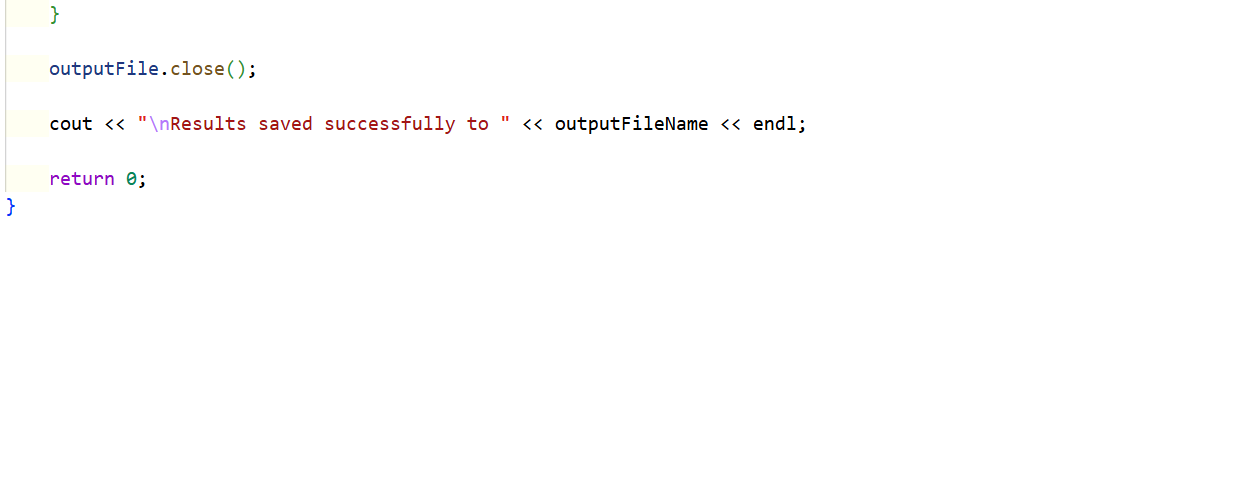 }
outputFile.close();
cout << "\nResults saved successfully to " << outputFileName << endl;
return 0;
}